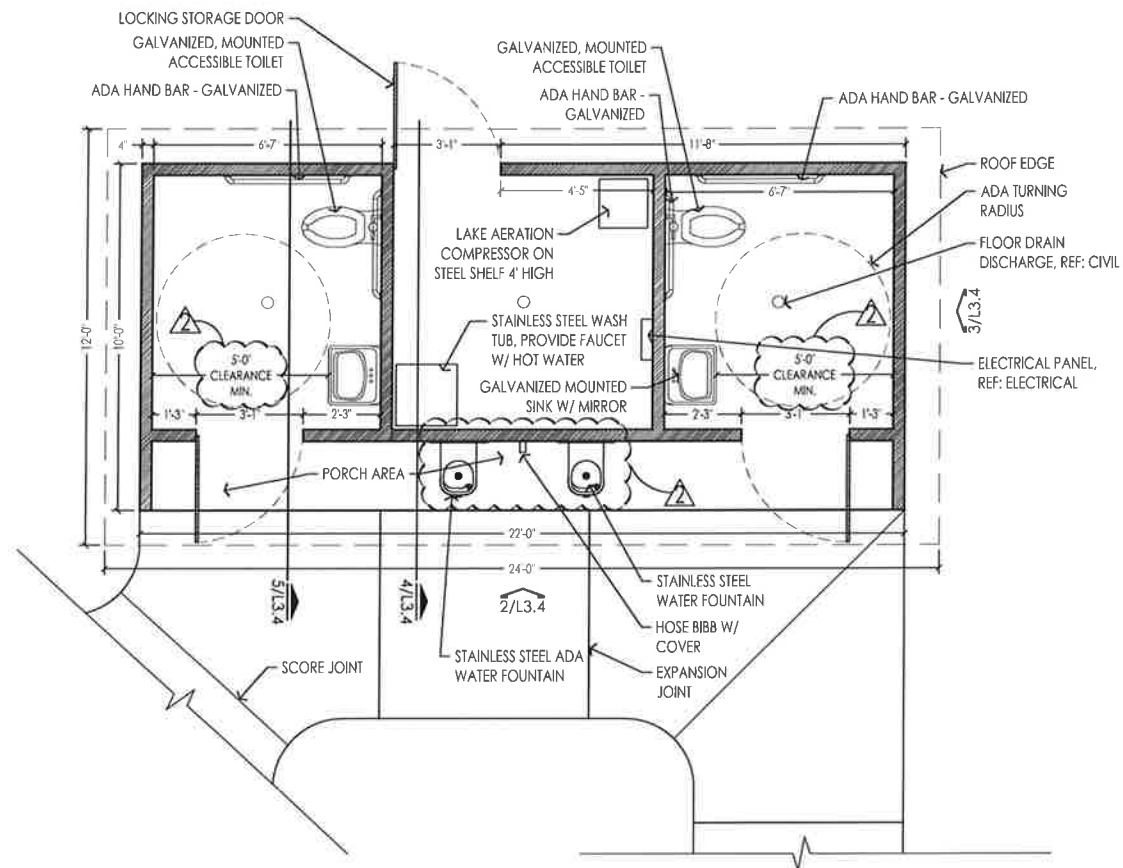 LOCKING STORAGE DOOR
GALVANIZED, MOUNTED
ACCESSIBLE TOILET
ADA HAND BAR - GALVANIZED
GALVANIZED, MOUNTED
ACCESSIBLE TOILET
ADA HAND BAR -
GALVANIZED
ADA HAND BAR - GALVANIZED
4"
6'-7"
3'-1"
11'-8"
4'-5"
6'-7"
ROOF EDGE
ADA TURNING
RADIUS
FLOOR DRAIN
DISCHARGE, REF: CIVIL
3/L3.4
ELECTRICAL PANEL,
REF: ELECTRICAL
LAKE AERATION
COMPRESSOR ON
STEEL SHELF 4' HIGH
STAINLESS STEEL WASH
TUB, PROVIDE FAUCET
W/ HOT WATER
GALVANIZED MOUNTED
SINK W/ MIRROR
12'-0"
10'-0"
2
5'-0"
CLEARANCE
MIN.
1'-3"
3'-1"
2'-3"
2
5'-0"
CLEARANCE
MIN.
2'-3"
3'-1"
1'-3"
PORCH AREA
2
22'-0"
24'-0"
5/L3.4
4/L3.4
2/L3.4
STAINLESS STEEL
WATER FOUNTAIN
HOSE BIBB W/
COVER
EXPANSION
JOINT
STAINLESS STEEL ADA
WATER FOUNTAIN
SCORE JOINT